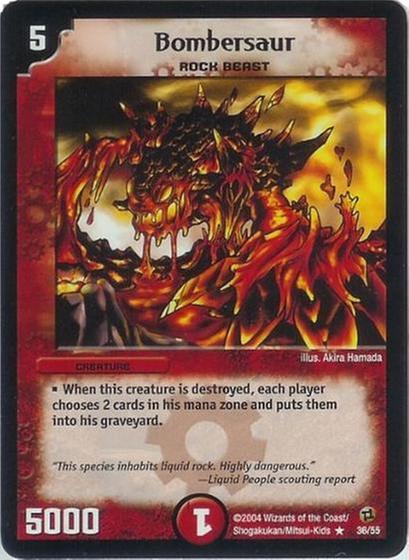 5
Bombersaur
ROCK BEAST
illus. Akira Hamada
CREATURE
▪ When this creature is destroyed, each player
chooses 2 cards in his mana zone and puts them
into his graveyard.
"This species inhabits liquid rock. Highly dangerous."
—Liquid People scouting report
5000
1
©2004 Wizards of the Coast/
Shogakukan/Mitsui-Kids ★ 36/55